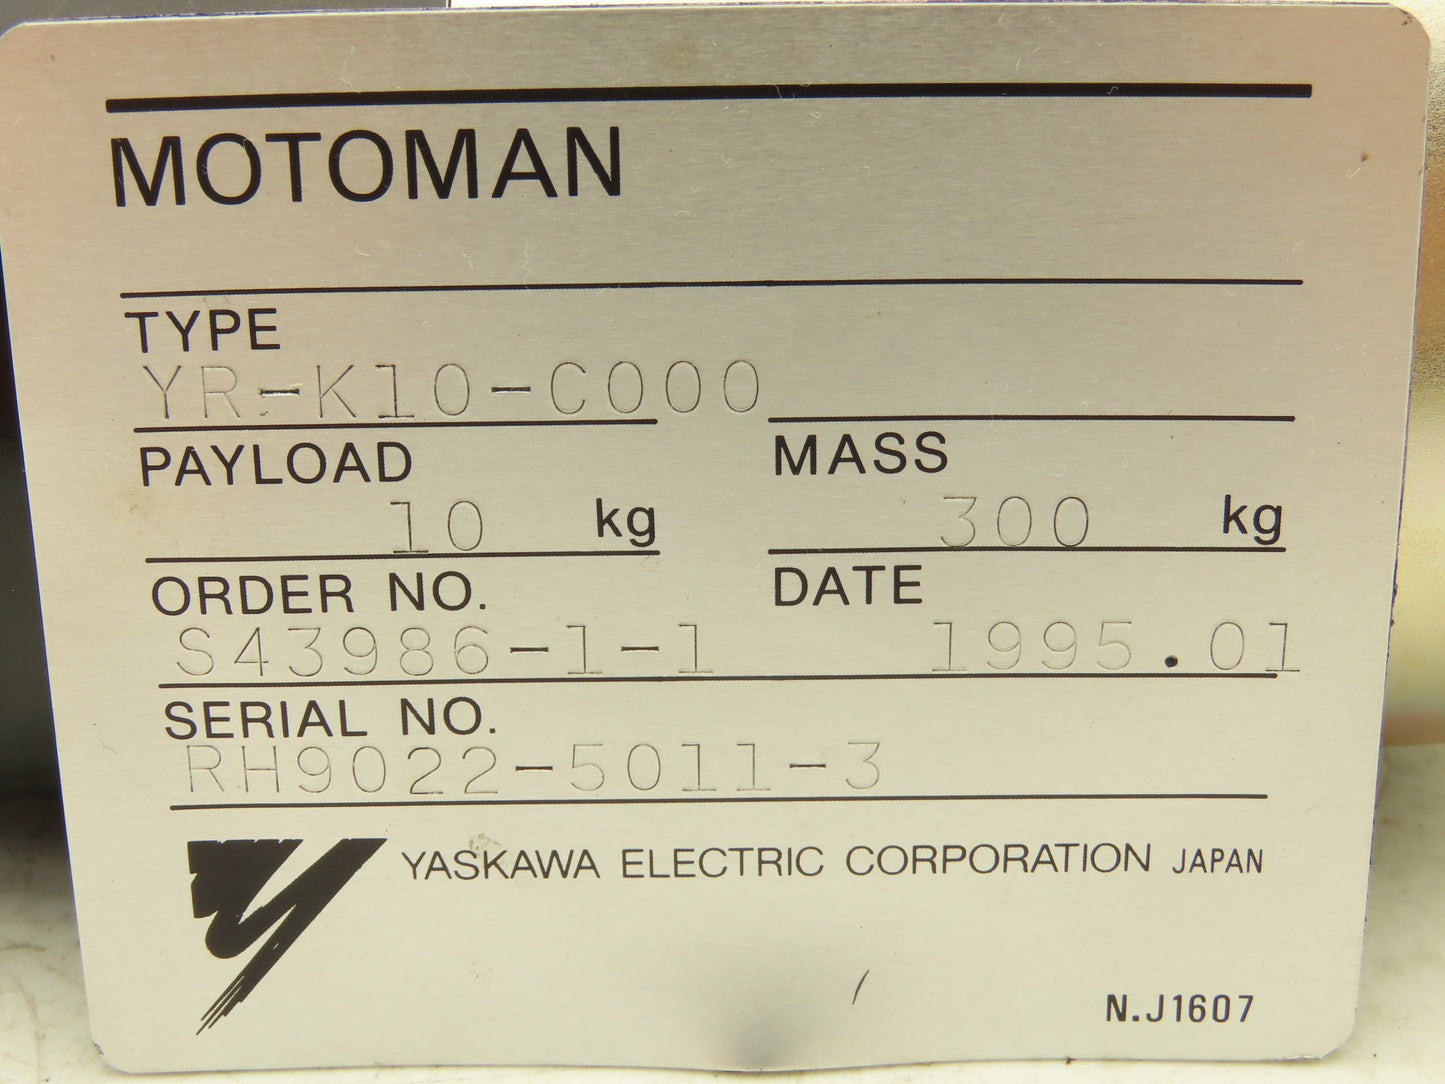 MOTOMAN
TYPE
YR-K10-C000
PAYLOAD MASS
10 kg 300 kg
ORDER NO. DATE
S43986-1-1 1995.01
SERIAL NO.
RH9022-5011-3
YASKAWA ELECTRIC CORPORATION JAPAN
N.J1607